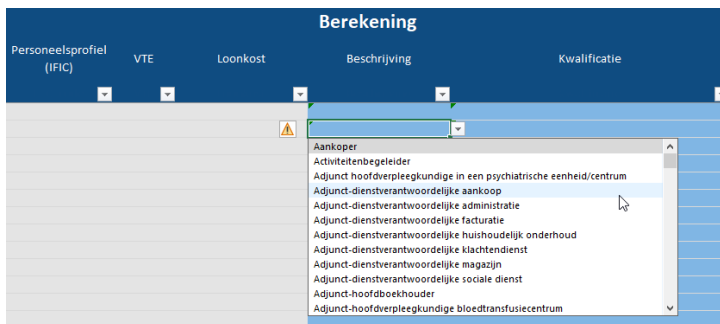 Berekening
Personeelsprofiel
(IFIC)
VTE
Loonkost
Beschrijving
Kwalificatie
Aankoper
Activiteitenbegeleider
Adjunct hoofdverpleegkundige in een psychiatrische eenheid/centrum
Adjunct-dienstverantwoordelijke aankoop
Adjunct-dienstverantwoordelijke administratie
Adjunct-dienstverantwoordelijke facturatie
Adjunct-dienstverantwoordelijke huishoudelijk onderhoud
Adjunct-dienstverantwoordelijke klachtendienst
Adjunct-dienstverantwoordelijke magazijn
Adjunct-dienstverantwoordelijke sociale dienst
Adjunct-hoofdboekhouder
Adjunct-hoofdverpleegkundige bloedtransfusiecentrum